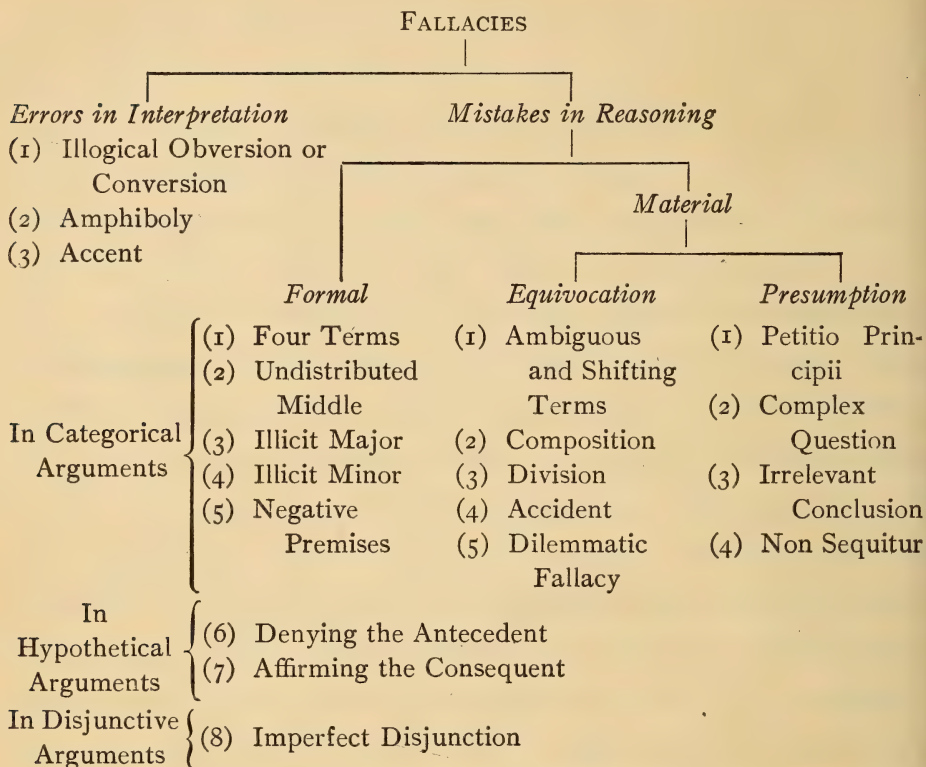 FALLACIES
Errors in Interpretation
(1) Illogical Obversion or
Conversion
(2) Amphiboly
(3) Accent
Mistakes in Reasoning
Material
Formal
Equivocation
Presumption
In Categorical
Arguments
(1) Four Terms
(2) Undistributed
Middle
(3) Illicit Major
(4) Illicit Minor
(5) Negative
Premises
(1) Ambiguous
and Shifting
Terms
(2) Composition
(3) Division
(4) Accident
(5) Dilemmatic
Fallacy
(1) Petitio Prin-
cipii
(2) Complex
Question
(3) Irrelevant
Conclusion
(4) Non Sequitur
In
Hypothetical
Arguments
(6) Denying the Antecedent
(7) Affirming the Consequent
In Disjunctive
Arguments
(8) Imperfect Disjunction